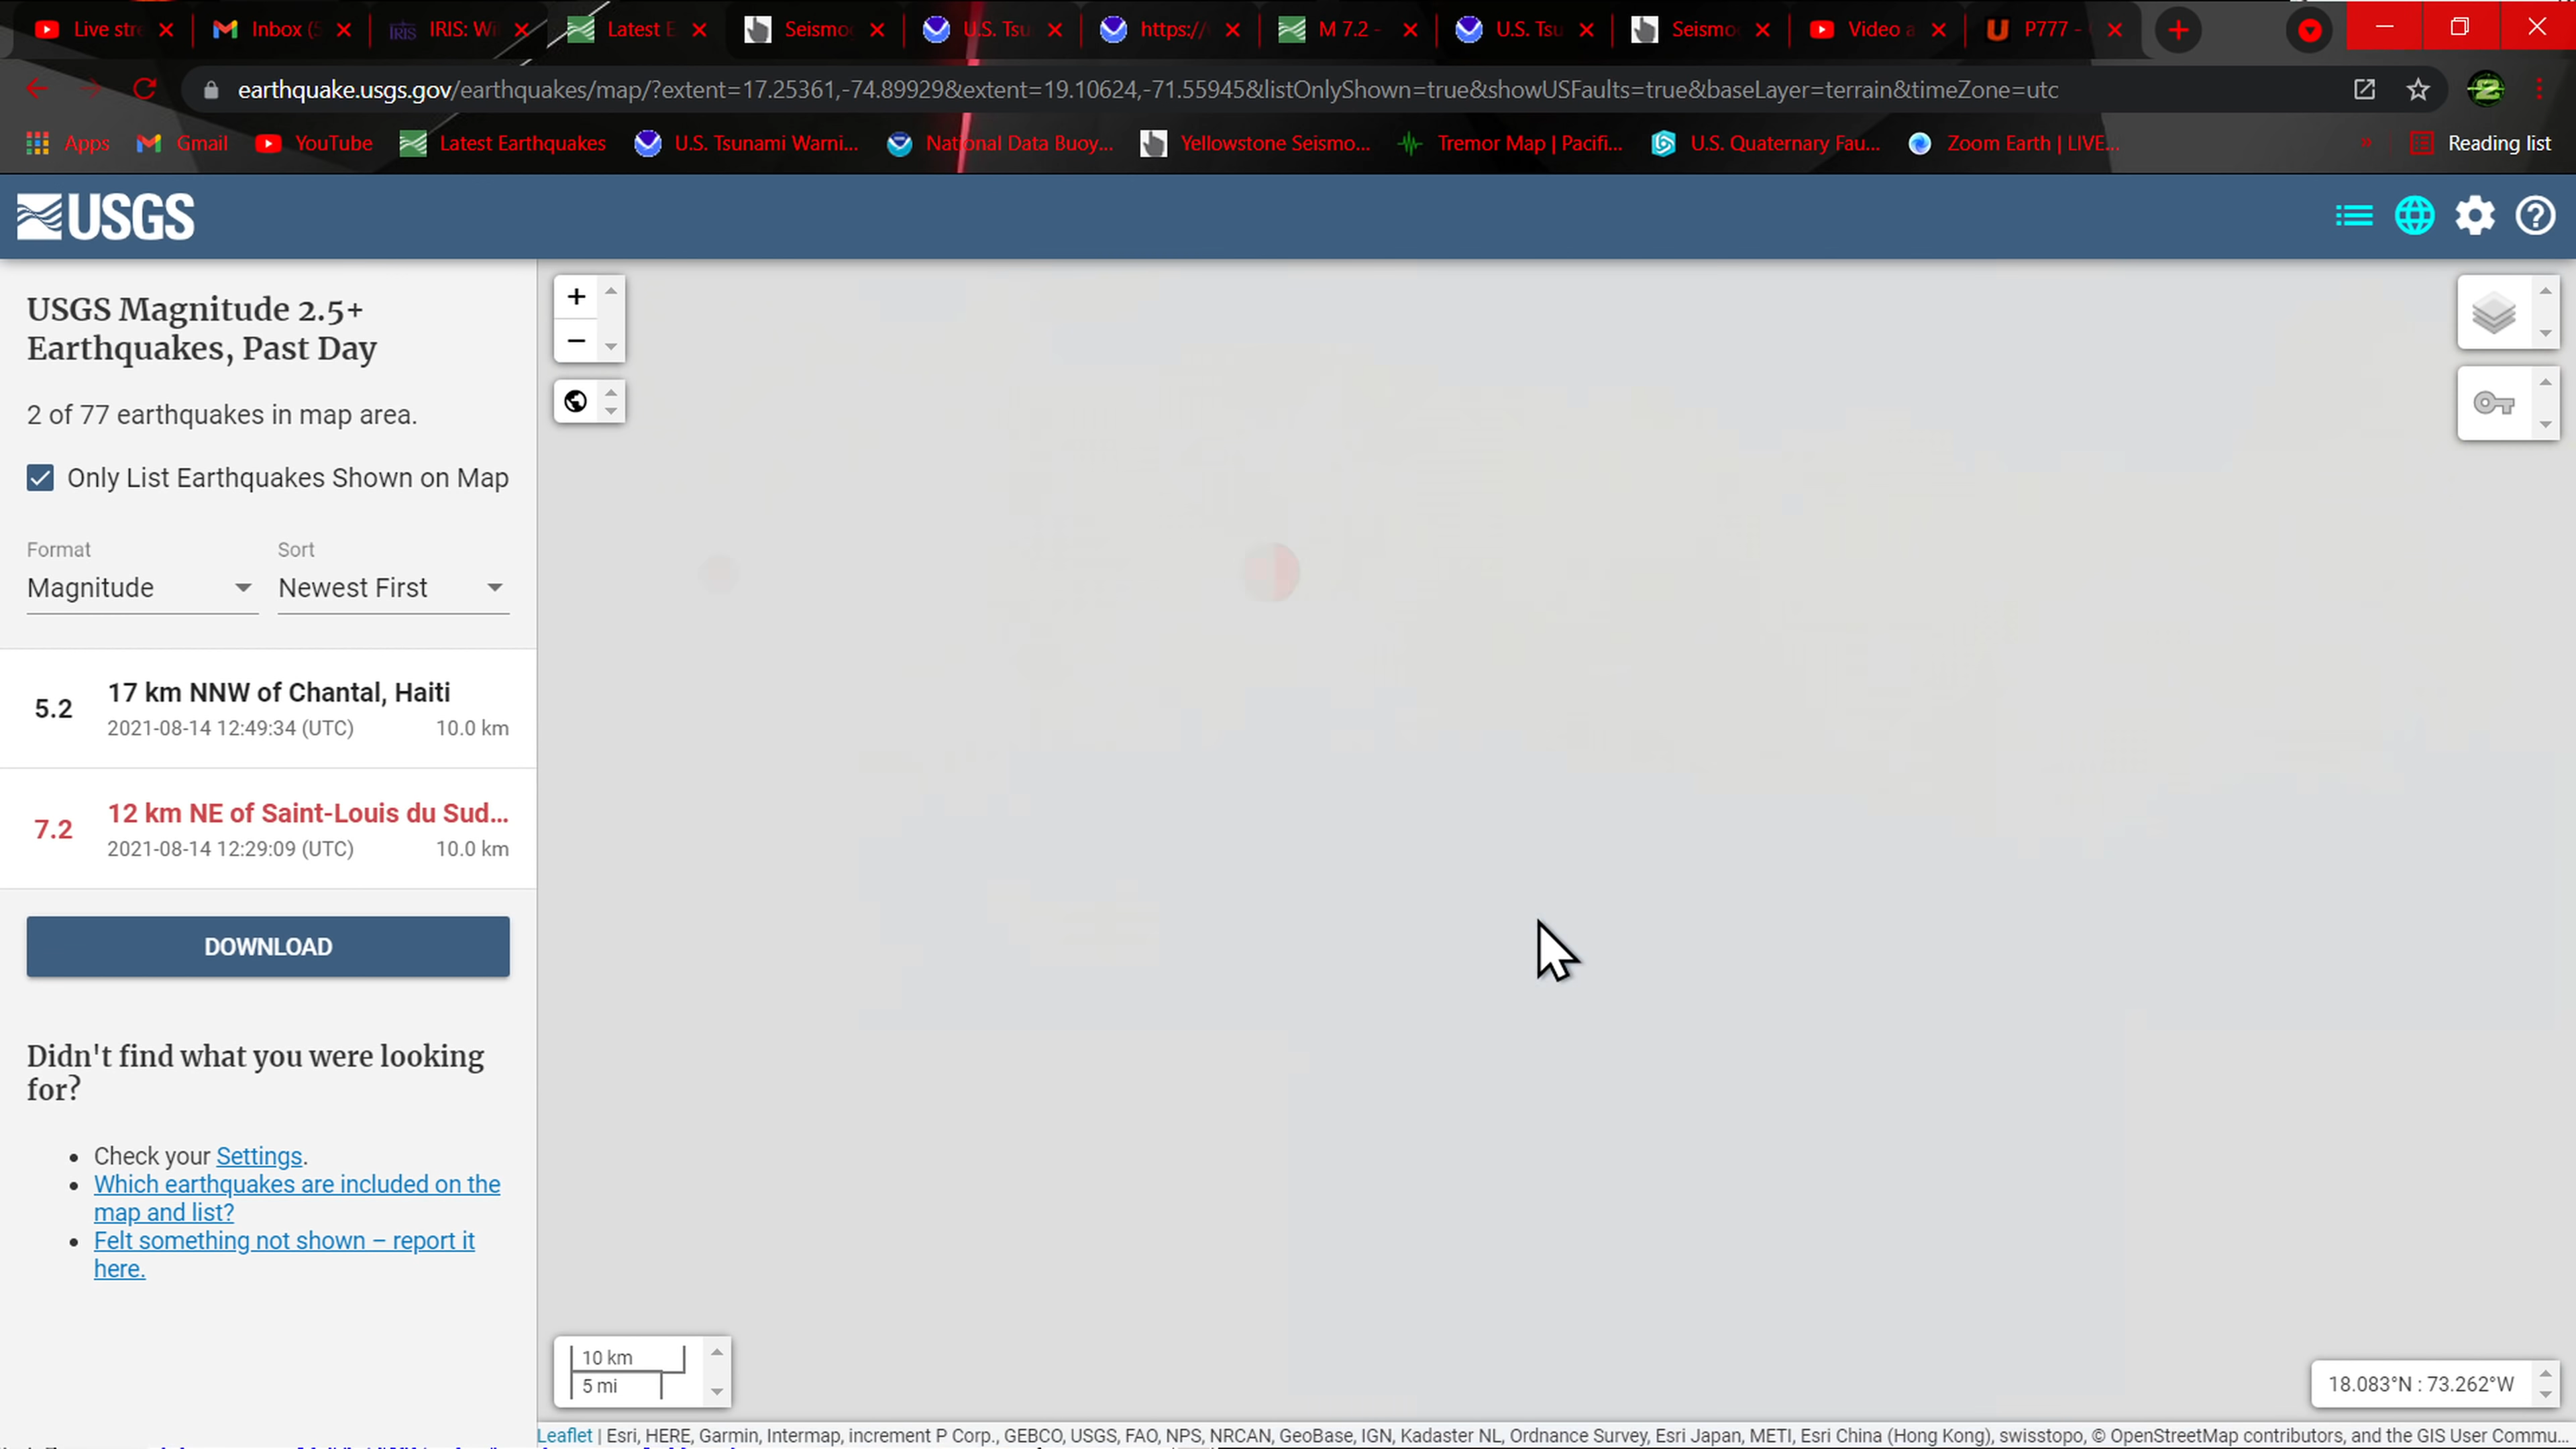 Live stre
Inbox (5
IRIS: Wi
Latest E
Seismo
U.S. Tsu
https://
M 7.2 -
U.S. Tsu
Seismo
Video a
P777 -
earthquake.usgs.gov/earthquakes/map/?extent=17.25361,-74.89929&extent=19.10624,-71.55945&listOnlyShown=true&showUSFaults=true&baseLayer=terrain&timeZone=utc
Apps
Gmail
YouTube
Latest Earthquakes
U.S. Tsunami Warni...
National Data Buoy...
Yellowstone Seismo...
Tremor Map | Pacifi...
U.S. Quaternary Fau...
Zoom Earth | LIVE...
»
Reading list
USGS
USGS Magnitude 2.5+
Earthquakes, Past Day
2 of 77 earthquakes in map area.
Only List Earthquakes Shown on Map
Format
Sort
Magnitude
Newest First
5.2
17 km NNW of Chantal, Haiti
2021-08-14 12:49:34 (UTC)
10.0 km
7.2
12 km NE of Saint-Louis du Sud...
2021-08-14 12:29:09 (UTC)
10.0 km
DOWNLOAD
Didn't find what you were looking
for?
Check your Settings.
Which earthquakes are included on the
map and list?
Felt something not shown – report it
here.
10 km
5 mi
18.083°N : 73.262°W
Leaflet | Esri, HERE, Garmin, Intermap, increment P Corp., GEBCO, USGS, FAO, NPS, NRCAN, GeoBase, IGN, Kadaster NL, Ordnance Survey, Esri Japan, METI, Esri China (Hong Kong), swisstopo, © OpenStreetMap contributors, and the GIS User Commu...